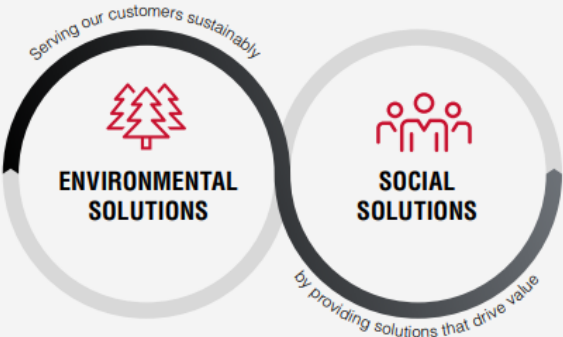 Serving our customers sustainably
ENVIRONMENTAL
SOLUTIONS
SOCIAL
SOLUTIONS
by providing solutions that drive value